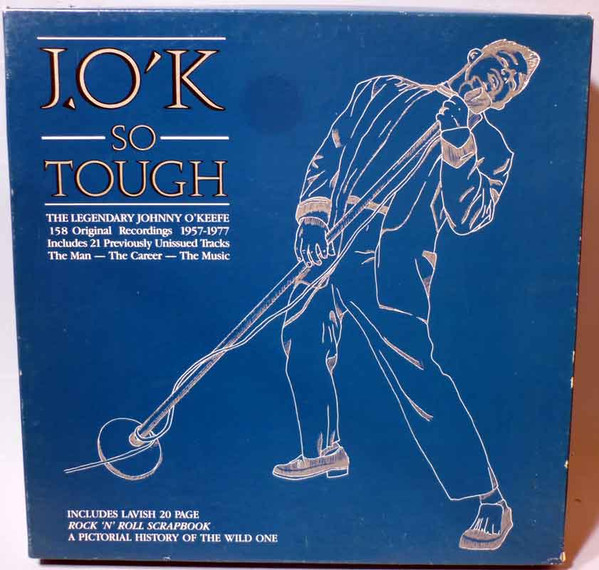 J.O'K
SO
TOUGH
THE LEGENDARY JOHNNY O'KEEFE
158 Original Recordings 1957-1977
Includes 21 Previously Unissued Tracks
The Man — The Career — The Music
INCLUDES LAVISH 20 PAGE
ROCK 'N' ROLL SCRAPBOOK
A PICTORIAL HISTORY OF THE WILD ONE